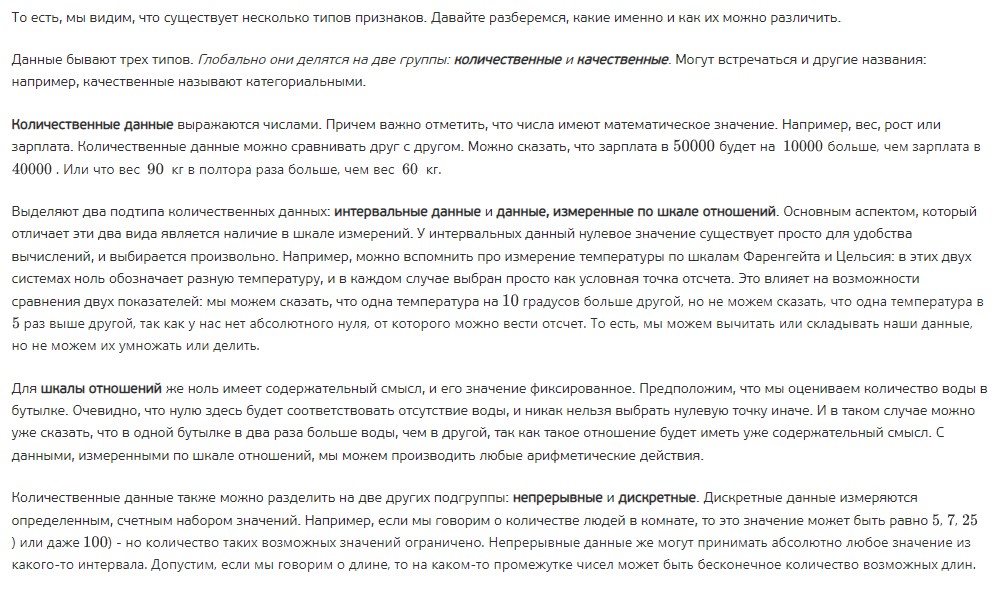 То есть, мы видим, что существует несколько типов признаков. Давайте разберемся, какие именно и как их можно различить.
Данные бывают трех типов. Глобально они делятся на две группы: количественные и качественные. Могут встречаться и другие названия:
например, качественные называют категориальными.
Количественные данные выражаются числами. Причем важно отметить, что числа имеют математическое значение. Например, вес, рост или
зарплата. Количественные данные можно сравнивать друг с другом. Можно сказать, что зарплата в 50000 будет на 10000 больше, чем зарплата в
40000 . Или что вес 90 кг в полтора раза больше, чем вес 60 кг.
Выделяют два подтипа количественных данных: интервальные данные и данные, измеренные по шкале отношений. Основным аспектом, который
отличает эти два вида является наличие в шкале измерений. У интервальных данный нулевое значение существует просто для удобства
вычислений, и выбирается произвольно. Например, можно вспомнить про измерение температуры по шкалам Фаренгейта и Цельсия: в этих двух
системах ноль обозначает разную температуру, и в каждом случае выбран просто как условная точка отсчета. Это влияет на возможности
сравнения двух показателей: мы можем сказать, что одна температура на 10 градусов больше другой, но не можем сказать, что одна температура в
5 раз выше другой, так как у нас нет абсолютного нуля, от которого можно вести отсчет. То есть, мы можем вычитать или складывать наши данные,
но не можем их умножать или делить.
Для шкалы отношений же ноль имеет содержательный смысл, и его значение фиксированное. Предположим, что мы оцениваем количество воды в
бутылке. Очевидно, что нулю здесь будет соответствовать отсутствие воды, и никак нельзя выбрать нулевую точку иначе. И в таком случае можно
уже сказать, что в одной бутылке в два раза больше воды, чем в другой, так как такое отношение будет иметь уже содержательный смысл. С
данными, измеренными по шкале отношений, мы можем производить любые арифметические действия.
Количественные данные также можно разделить на две других подгруппы: непрерывные и дискретные. Дискретные данные измеряются
определенным, счетным набором значений. Например, если мы говорим о количестве людей в комнате, то это значение может быть равно 5, 7, 25
) или даже 100) - но количество таких возможных значений ограничено. Непрерывные данные же могут принимать абсолютно любое значение из
какого-то интервала. Допустим, если мы говорим о длине, то на каком-то промежутке чисел может быть бесконечное количество возможных длин.